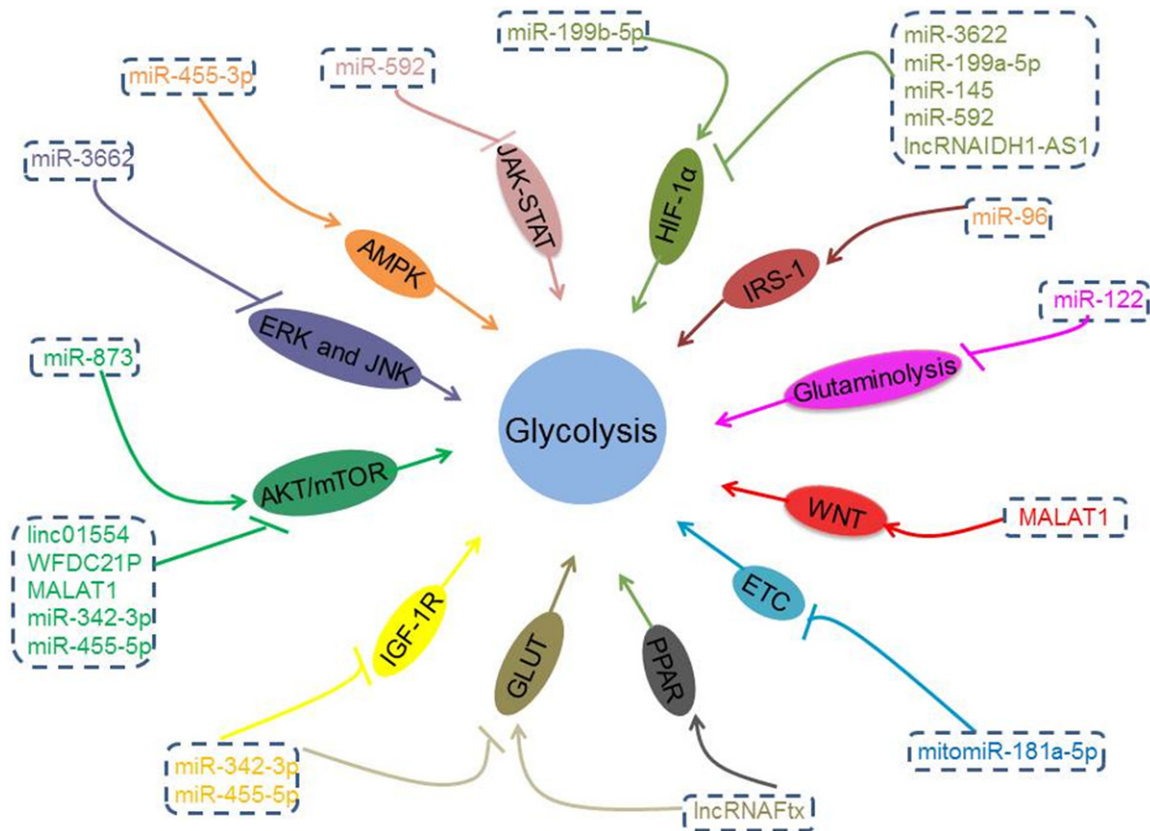 miR-199b-5p
miR-3622
miR-199a-5p
miR-145
miR-592
lncRNAIDH1-AS1
miR-455-3p
miR-592
miR-3662
JAK-STAT
HIF-1α
miR-96
AMPK
IRS-1
ERK and JNK
miR-122
miR-873
Glutaminolysis
Glycolysis
AKT/mTOR
WNT
MALAT1
linc01554
WFDC21P
MALAT1
miR-342-3p
miR-455-5p
ETC
IGF-1R
GLUT
PPAR
mitomiR-181a-5p
miR-342-3p
miR-455-5p
lncRNAFtx